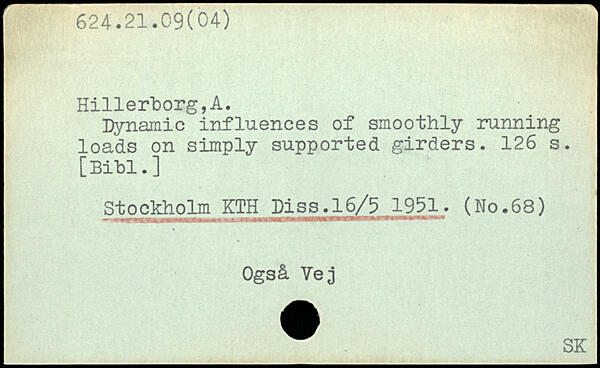 624.21.09(04)
Hillerborg,A.
Dynamic influences of smoothly running
loads on simply supported girders. 126 s.
[Bibl.]
Stockholm KTH Diss.16/5 1951. (No.68)
Også Vej
SK